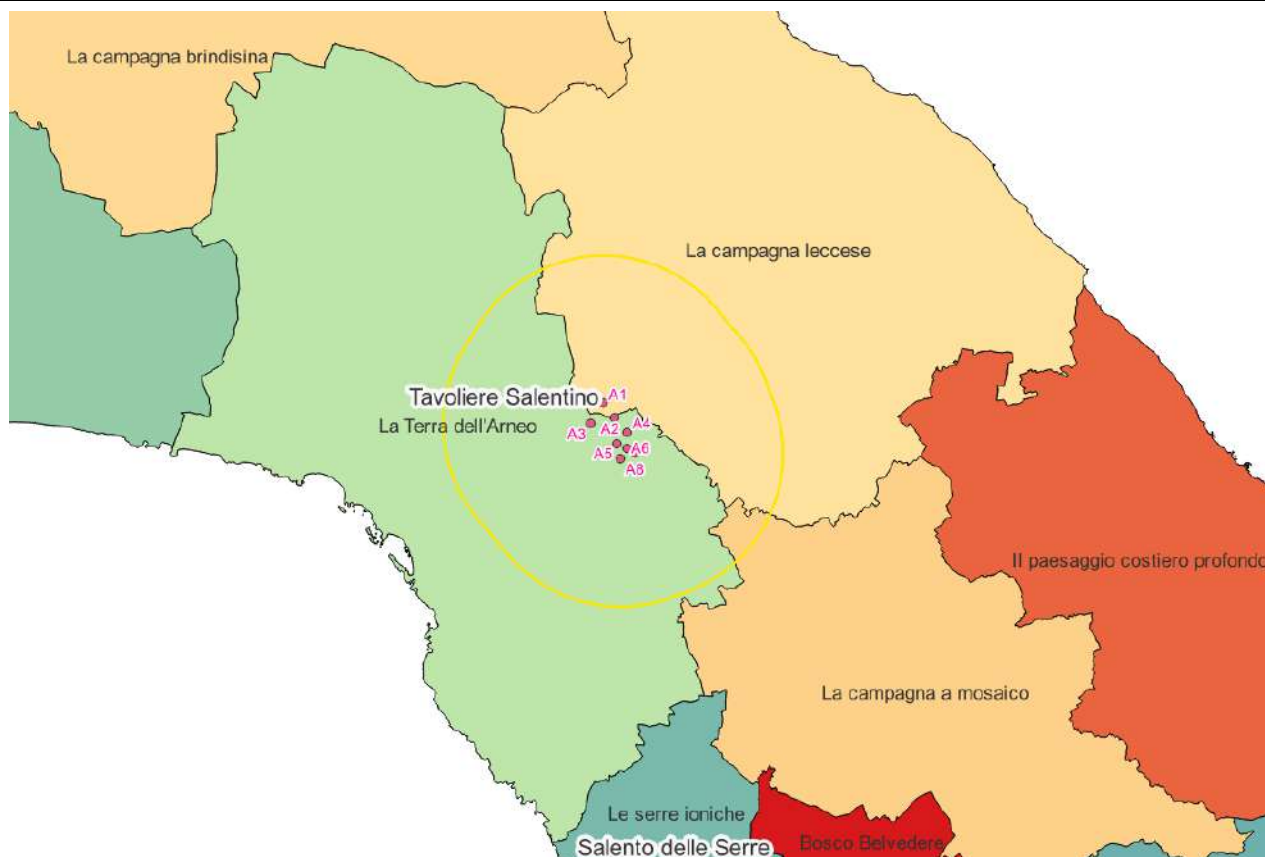 La campagna brindisina
La campagna leccese
Tavoliere Salentino
A1
La Terra dell'Arneo
A3
A2
A4
A5
A6
A8
Il paesaggio costiero profondo
La campagna a mosaico
Le serre ioniche
Salento delle Serre
Bosco Belvedere